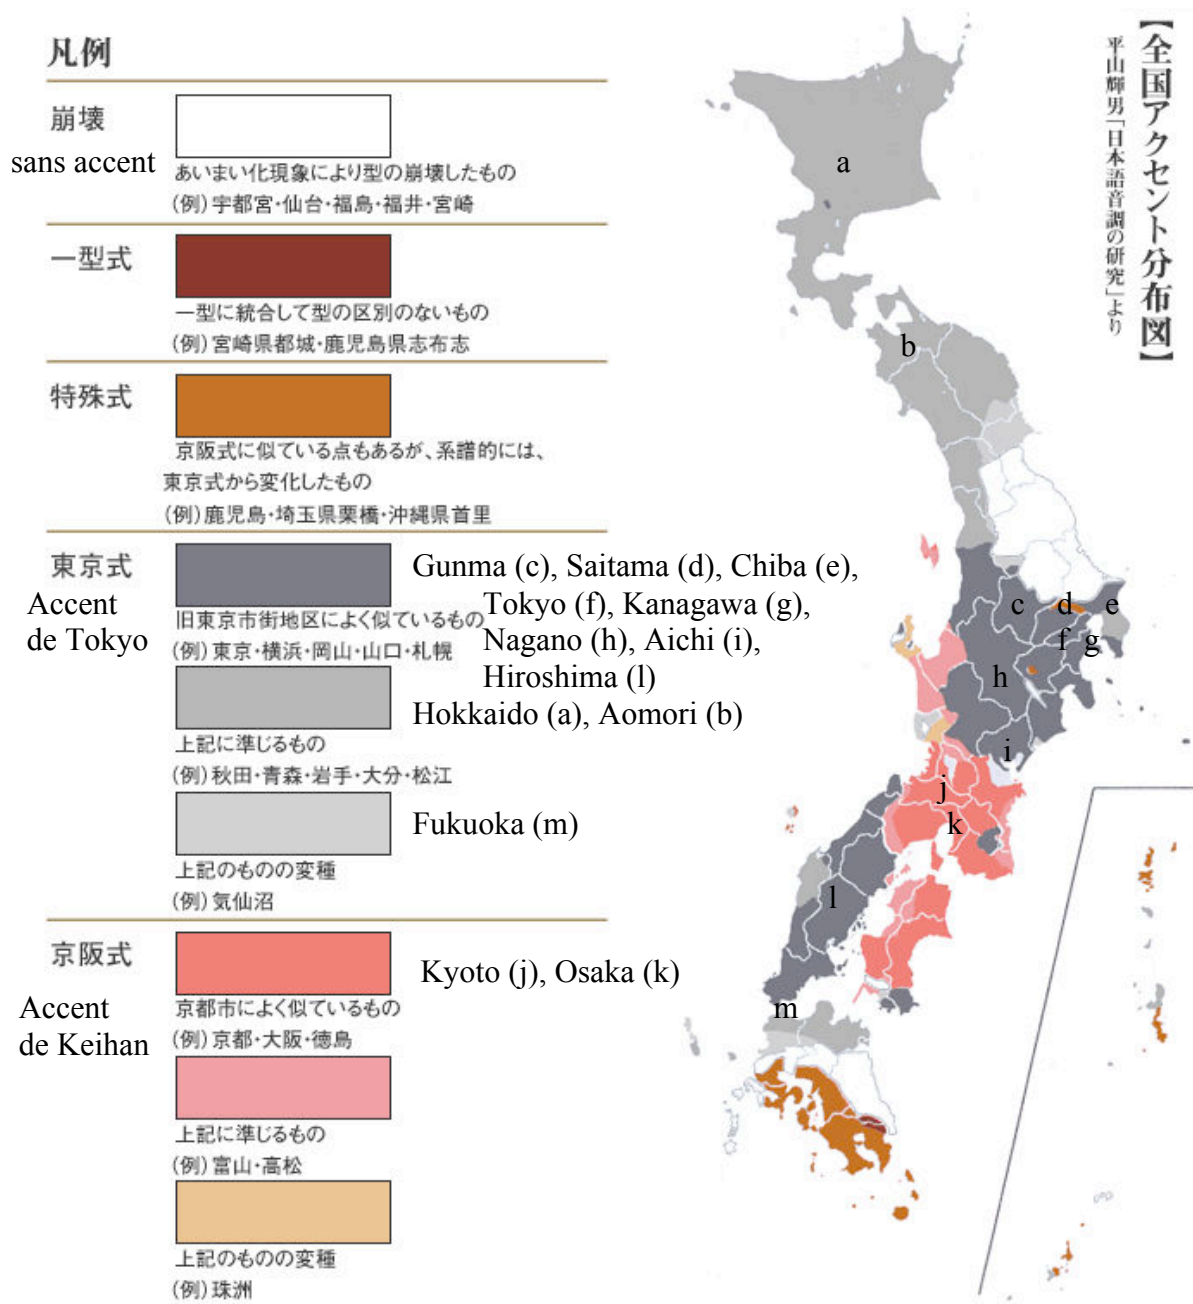 【全国アクセント分布図】
平山輝男「日本語音調の研究」より
凡例
崩壊
sans accent
あいまい化現象により型の崩壊したもの
(例)宇都宮・仙台・福島・福井・宮崎
一型式
一型に統合して型の区別のないもの
(例)宮崎県都城・鹿児島県志布志
特殊式
京阪式に似ている点もあるが、系譜的には、
東京式から変化したもの
(例)鹿児島・埼玉県栗橋・沖縄県首里
東京式
Accent
de Tokyo
旧東京市街地区によく似ているもの
(例)東京・横浜・岡山・山口・札幌
Gunma (c), Saitama (d), Chiba (e),
Tokyo (f), Kanagawa (g),
Nagano (h), Aichi (i),
Hiroshima (l)
Hokkaido (a), Aomori (b)
上記に準じるもの
(例)秋田・青森・岩手・大分・松江
Fukuoka (m)
上記のものの変種
(例)気仙沼
京阪式
Accent
de Keihan
Kyoto (j), Osaka (k)
京都市によく似ているもの
(例)京都・大阪・徳島
上記に準じるもの
(例)富山・高松
上記のものの変種
(例)珠洲
a
b
c
d
e
f
g
h
i
j
k
l
m